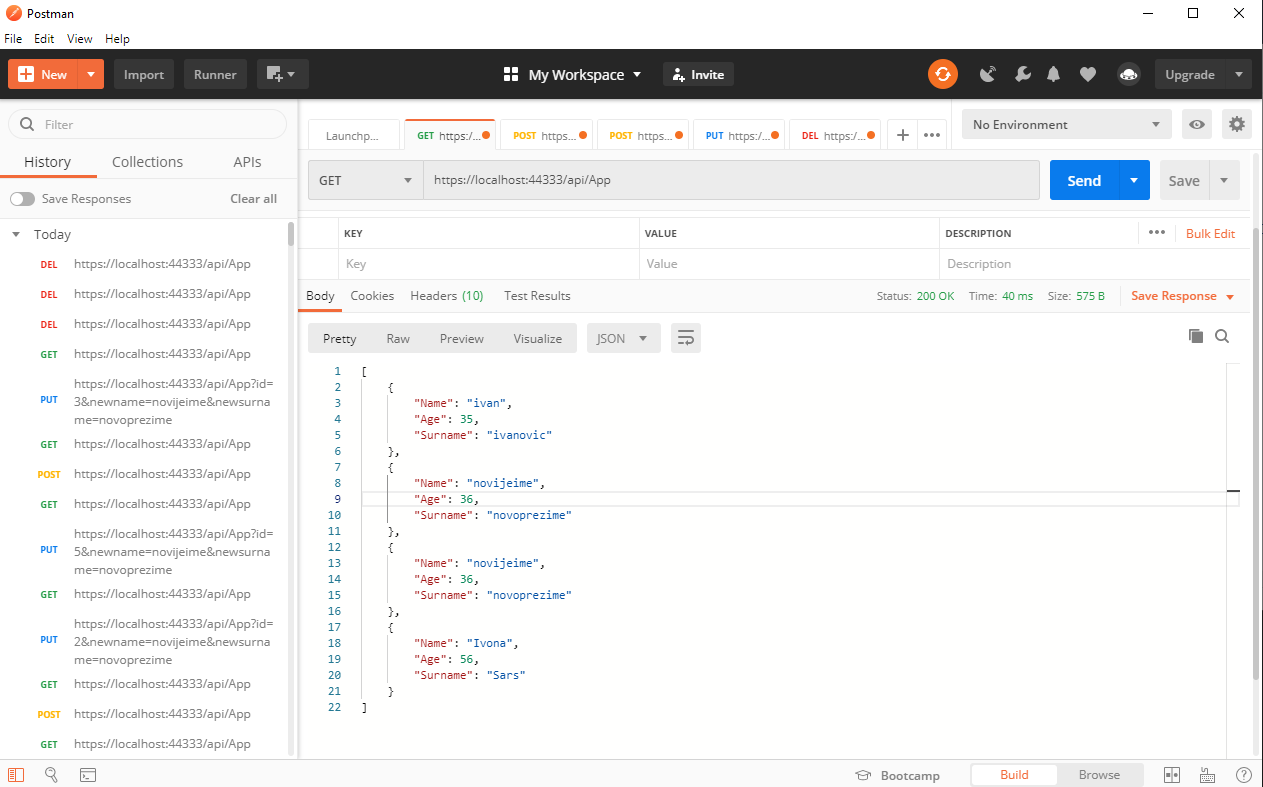 Postman
File Edit View Help
New Import Runner My Workspace Invite Upgrade
Filter
History Collections APIs
Save Responses Clear all
Today
DEL https://localhost:44333/api/App
DEL https://localhost:44333/api/App
DEL https://localhost:44333/api/App
GET https://localhost:44333/api/App
https://localhost:44333/api/App?id=
PUT 3&newname=novijeime&newsurna
me=novoprezime
GET https://localhost:44333/api/App
POST https://localhost:44333/api/App
GET https://localhost:44333/api/App
https://localhost:44333/api/App?id=
PUT 5&newname=novijeime&newsurna
me=novoprezime
GET https://localhost:44333/api/App
https://localhost:44333/api/App?id=
PUT 2&newname=novijeime&newsurna
me=novoprezime
GET https://localhost:44333/api/App
POST https://localhost:44333/api/App
GET https://localhost:44333/api/App
Launchp... GET https:/... POST https... POST https... PUT https:/... DEL https:/... + ••• No Environment
GET https://localhost:44333/api/App Send Save
KEY VALUE DESCRIPTION ••• Bulk Edit
Key Value Description
Body Cookies Headers (10) Test Results Status: 200 OK Time: 40 ms Size: 575 B Save Response
Pretty Raw Preview Visualize JSON
1 [
2 {
3 "Name": "ivan",
4 "Age": 35,
5 "Surname": "ivanovic"
6 },
7 {
8 "Name": "novijeime",
9 "Age": 36,
10 "Surname": "novoprezime"
11 },
12 {
13 "Name": "novijeime",
14 "Age": 36,
15 "Surname": "novoprezime"
16 },
17 {
18 "Name": "Ivona",
19 "Age": 56,
20 "Surname": "Sars"
21 }
22 ]
Bootcamp Build Browse ?